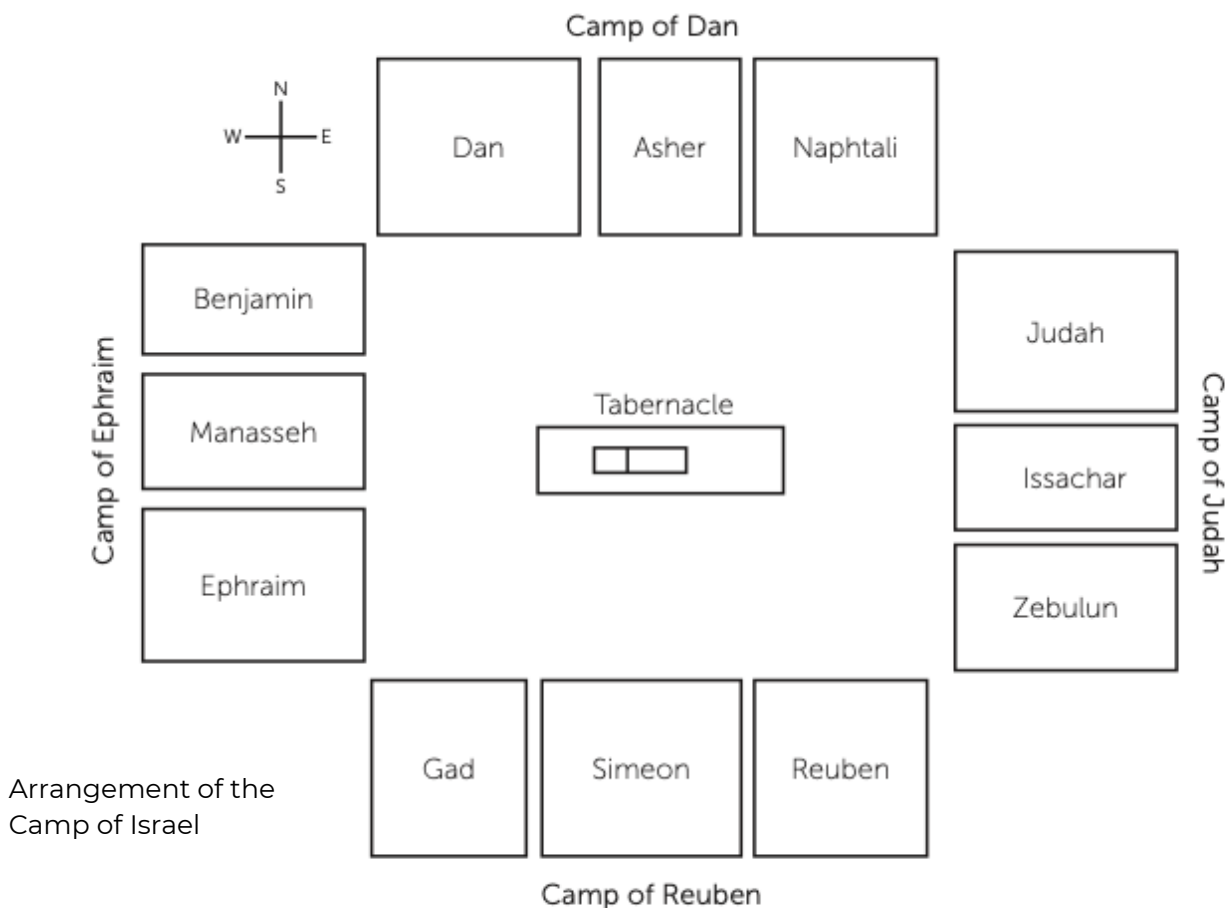 Camp of Dan
N
W E
S
Dan
Asher
Naphtali
Benjamin
Manasseh
Ephraim
Camp of Ephraim
Tabernacle
Judah
Issachar
Zebulun
Camp of Judah
Gad
Simeon
Reuben
Arrangement of the
Camp of Israel
Camp of Reuben